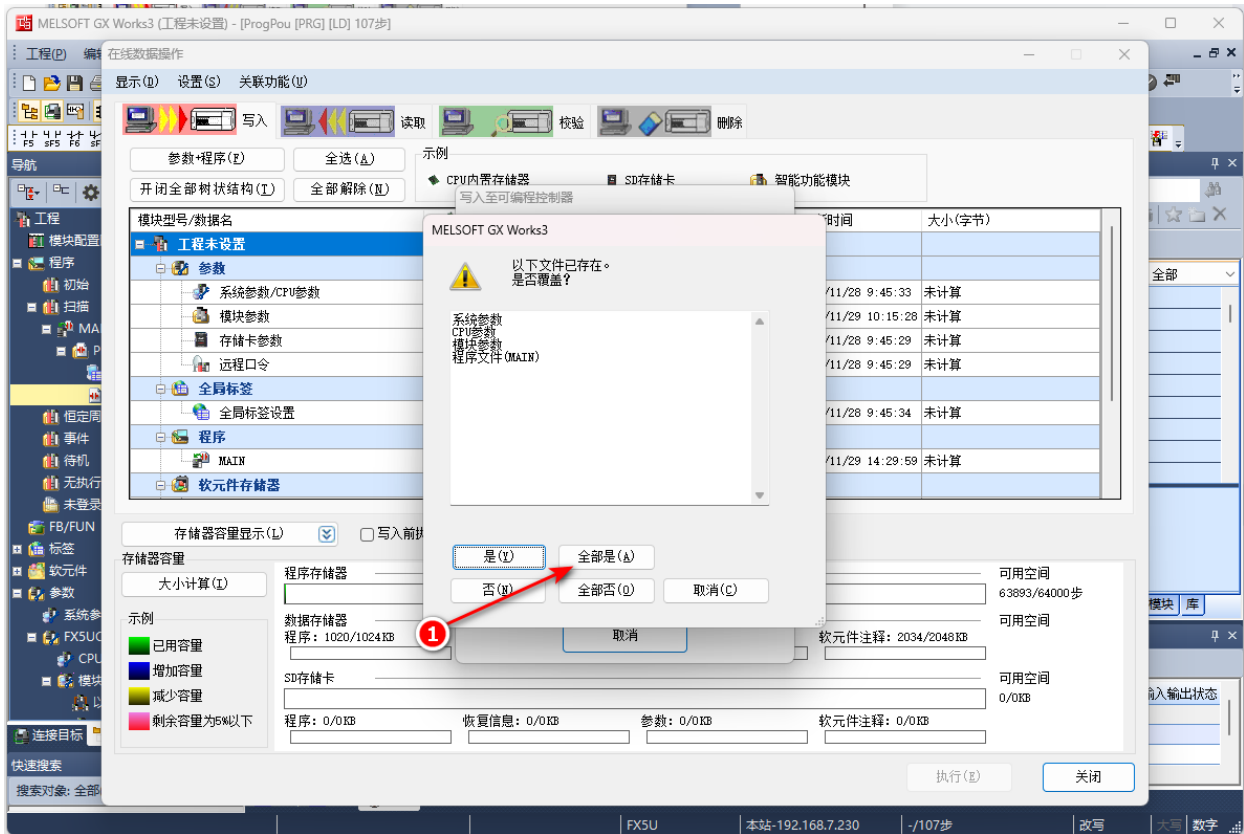 MELSOFT GX Works3 (工程未设置) - [ProgPou [PRG] [LD] 107步]
工程(P)
在线数据操作
显示(D) 设置(S) 关联功能(U)
写入 读取 校验 删除
F5 sF5 F6
导航
参数+程序(F) 全选(A) 示例
开闭全部树状结构(T) 全部解除(N) CPU内置存储器 SD存储卡 智能功能模块
写入至可编程控制器
模块型号/数据名 时间 大小(字节)
MELSOFT GX Works3
工程 工程未设置
模块配置
程序 参数 以下文件已存在。
是否覆盖? 全部
初始 系统参数/CPU参数 /11/28 9:45:33 未计算
扫描 模块参数 /11/29 10:15:28 未计算
系统参数
CPU参数
模块参数
程序文件(MAIN)
存储卡参数 /11/28 9:45:29 未计算
远程口令 /11/28 9:45:29 未计算
全局标签
全局标签设置 /11/28 9:45:34 未计算
恒定周
事件 程序
待机 MAIN /11/29 14:29:59 未计算
无执行 软元件存储器
未登录
FB/FUN 存储器容量显示(L) 写入前
标签 存储器容量 是(Y) 全部是(A)
软元件 大小计算(I) 程序存储器 可用空间
参数 否(N) 全部否(O) 取消(C) 63893/64000步
模块 库
系统参 示例 数据存储器 可用空间
FX5UC 已用容量 程序: 1020/1024KB 1 取消 软元件注释: 2034/2048KB
CPU
模块 增加容量 SD存储卡 可用空间
减少容量 0/0KB
输入输出状态
剩余容量为5%以下 程序: 0/0KB 恢复信息: 0/0KB 参数: 0/0KB 软元件注释: 0/0KB
连接目标
快速搜索
搜索对象: 全部 执行(E) 关闭
FX5U 本站-192.168.7.230 -/107步 改写 大写 数字